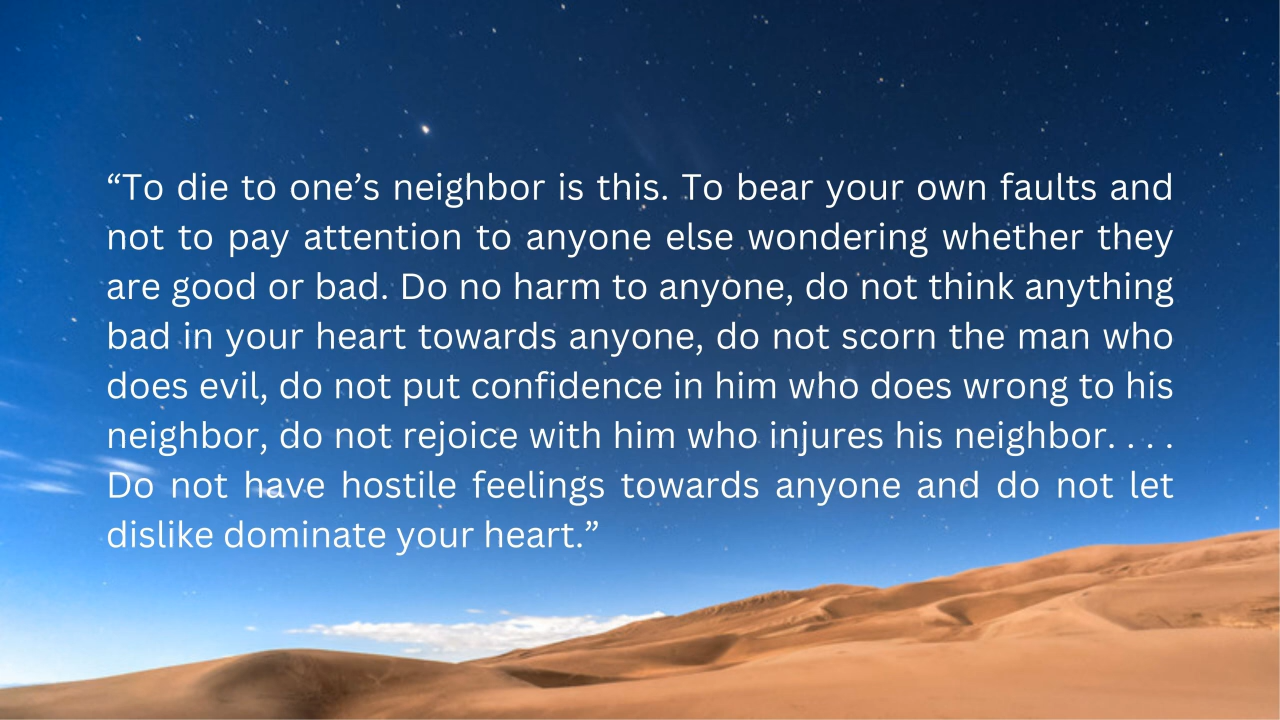 “To die to one’s neighbor is this. To bear your own faults and
not to pay attention to anyone else wondering whether they
are good or bad. Do no harm to anyone, do not think anything
bad in your heart towards anyone, do not scorn the man who
does evil, do not put confidence in him who does wrong to his
neighbor, do not rejoice with him who injures his neighbor. . . .
Do not have hostile feelings towards anyone and do not let
dislike dominate your heart.”